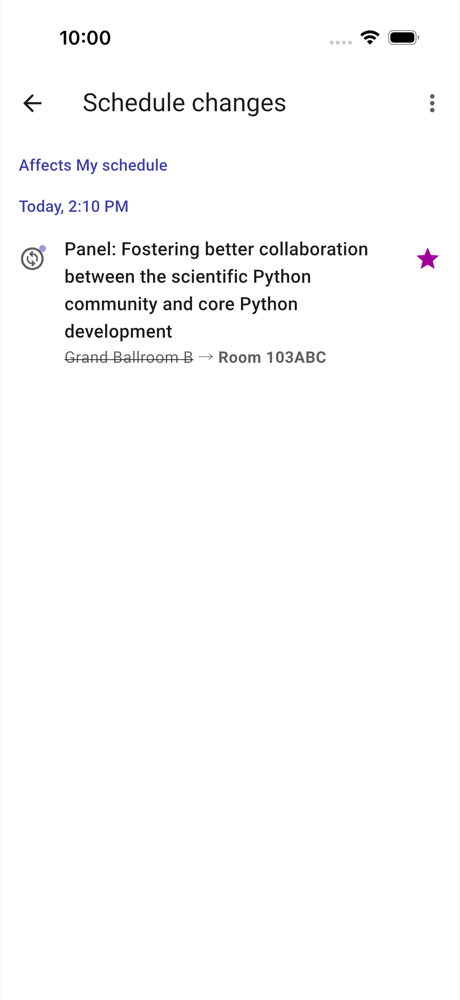 10:00
Schedule changes
Affects My schedule
Today, 2:10 PM
Panel: Fostering better collaboration
between the scientific Python
community and core Python
development
Grand Ballroom B → Room 103ABC